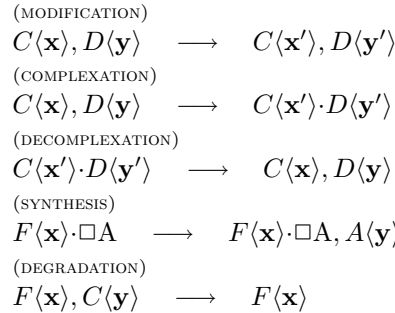 (MODIFICATION)
C⟨x⟩, D⟨y⟩ ⟶ C⟨x′⟩, D⟨y′⟩
(COMPLEXATION)
C⟨x⟩, D⟨y⟩ ⟶ C⟨x′⟩·D⟨y′⟩
(DECOMPLEXATION)
C⟨x′⟩·D⟨y′⟩ ⟶ C⟨x⟩, D⟨y⟩
(SYNTHESIS)
F⟨x⟩·□A ⟶ F⟨x⟩·□A, A⟨y⟩
(DEGRADATION)
F⟨x⟩, C⟨y⟩ ⟶ F⟨x⟩